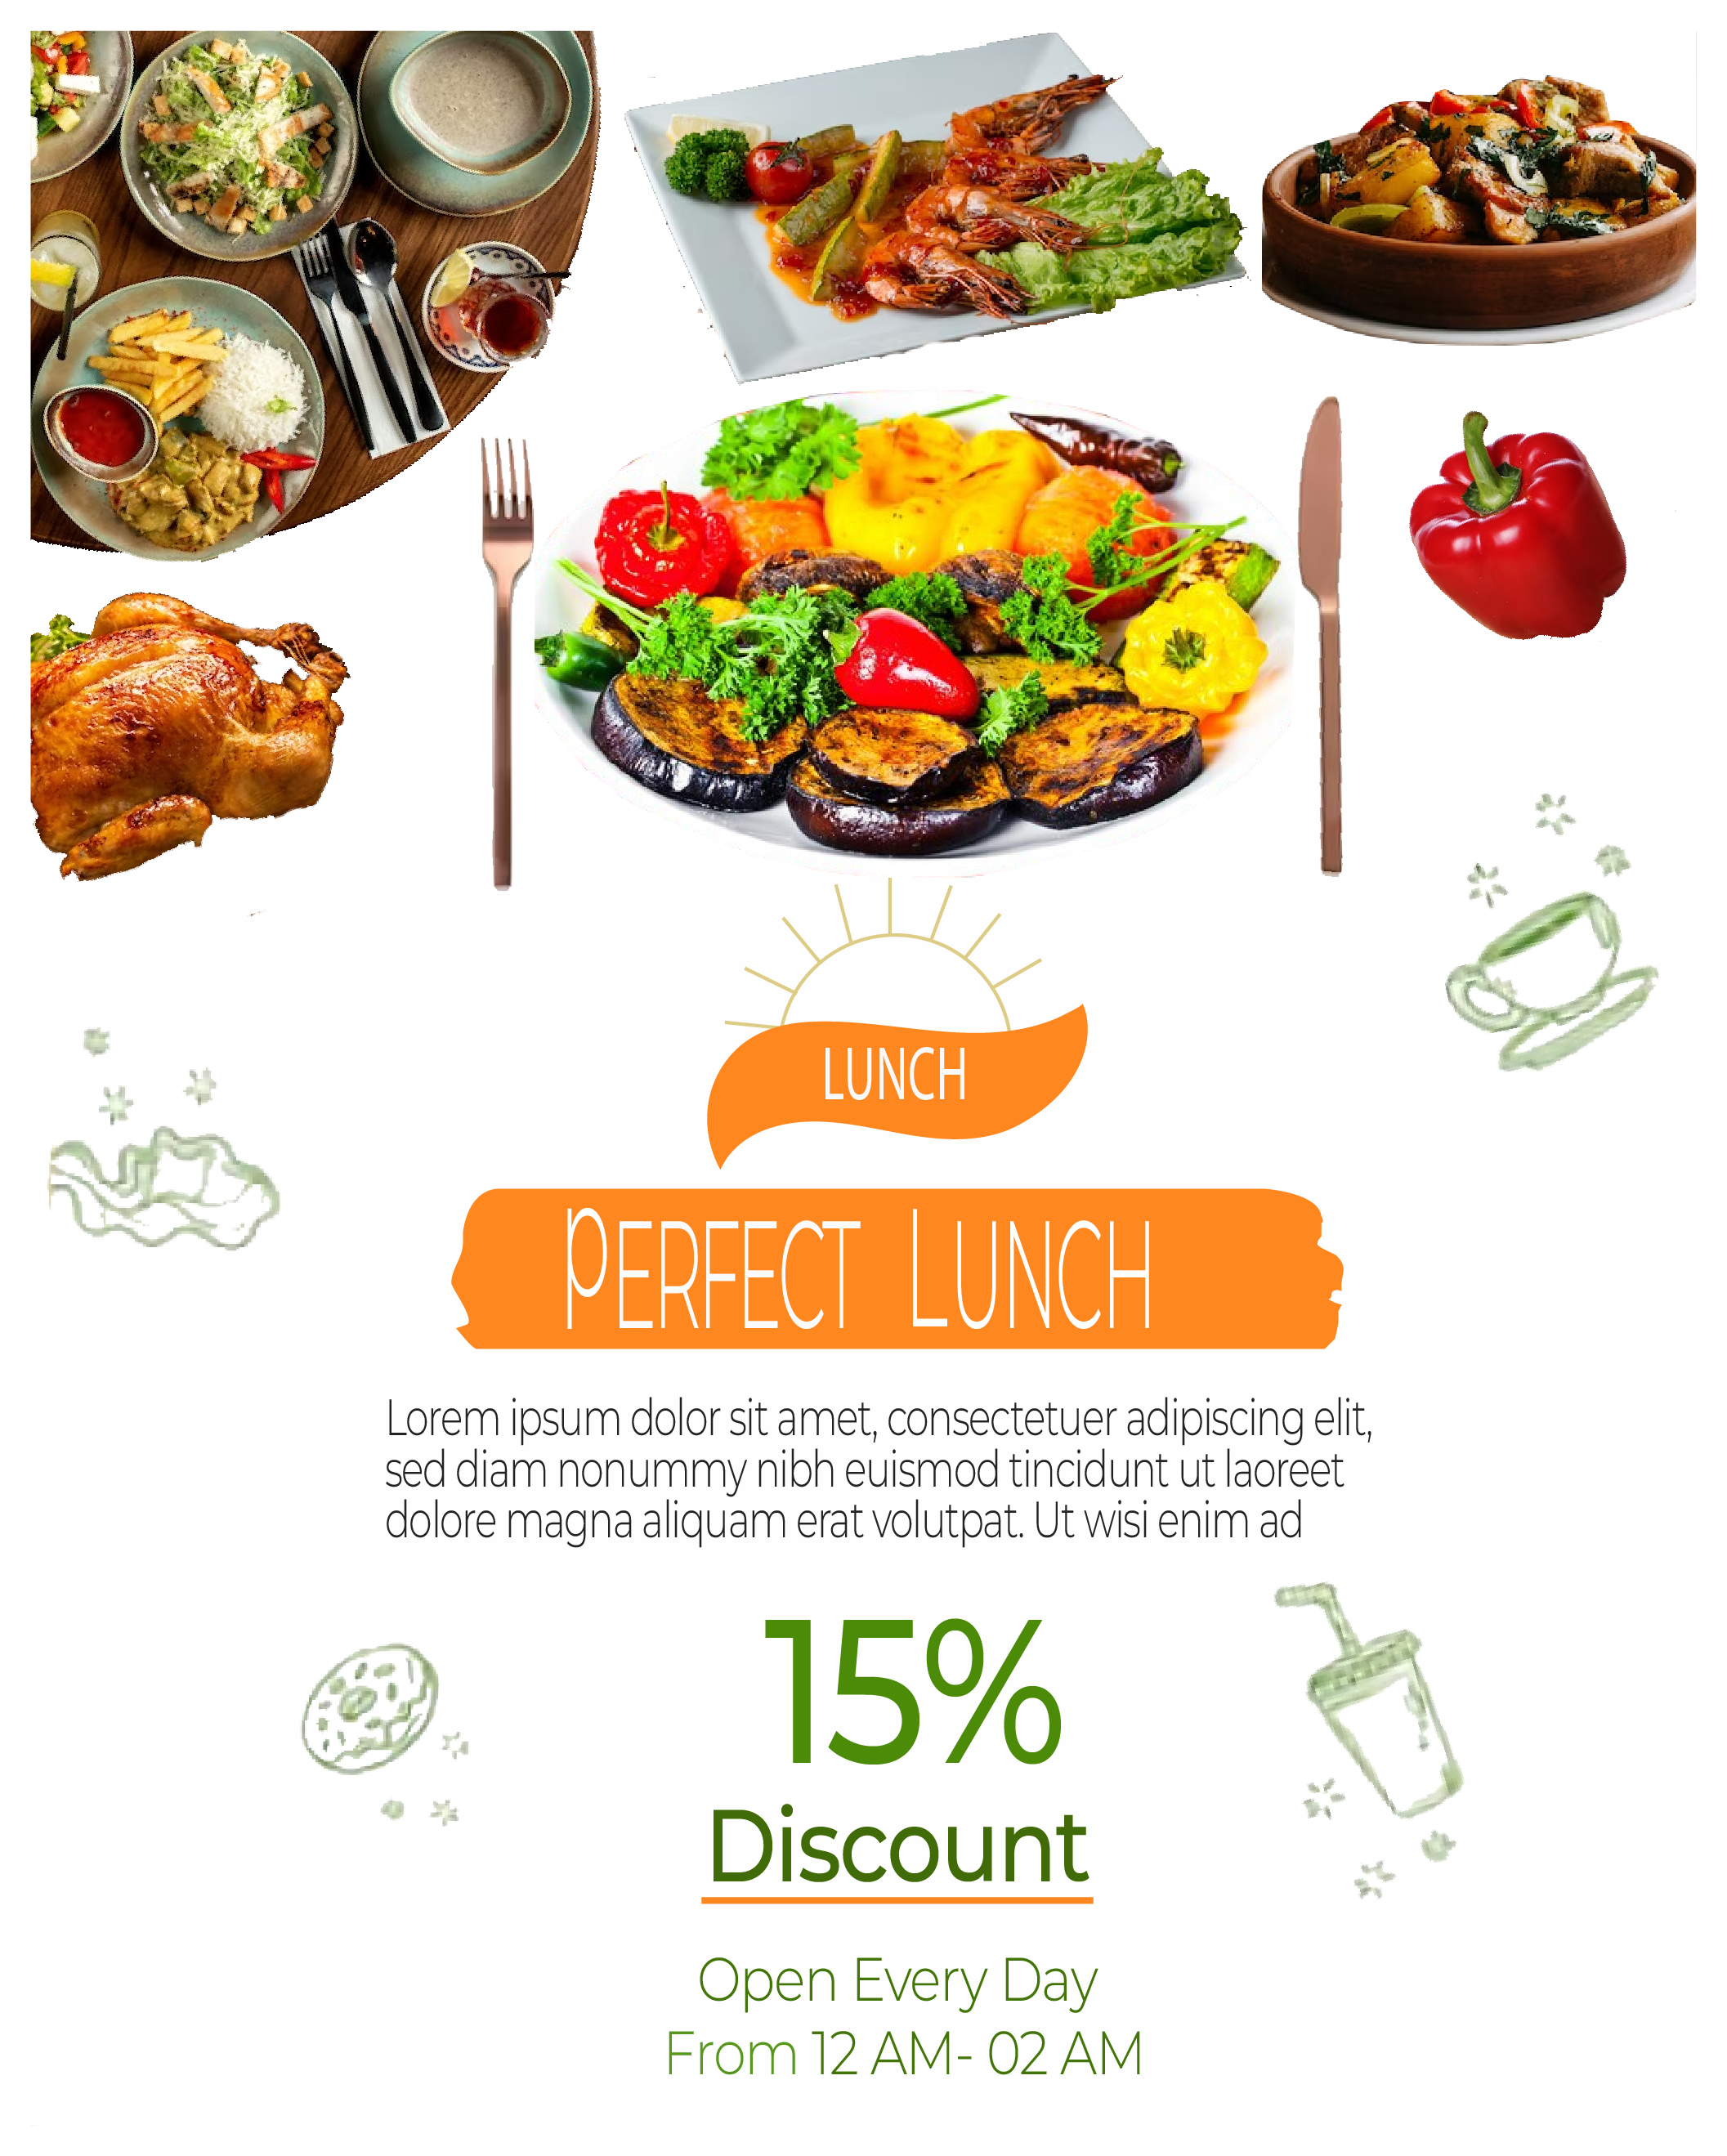 LUNCH
PERFECT LUNCH
Lorem ipsum dolor sit amet, consectetuer adipiscing elit,
sed diam nonummy nibh euismod tincidunt ut laoreet
dolore magna aliquam erat volutpat. Ut wisi enim ad
15%
Discount
Open Every Day
From 12 AM- 02 AM